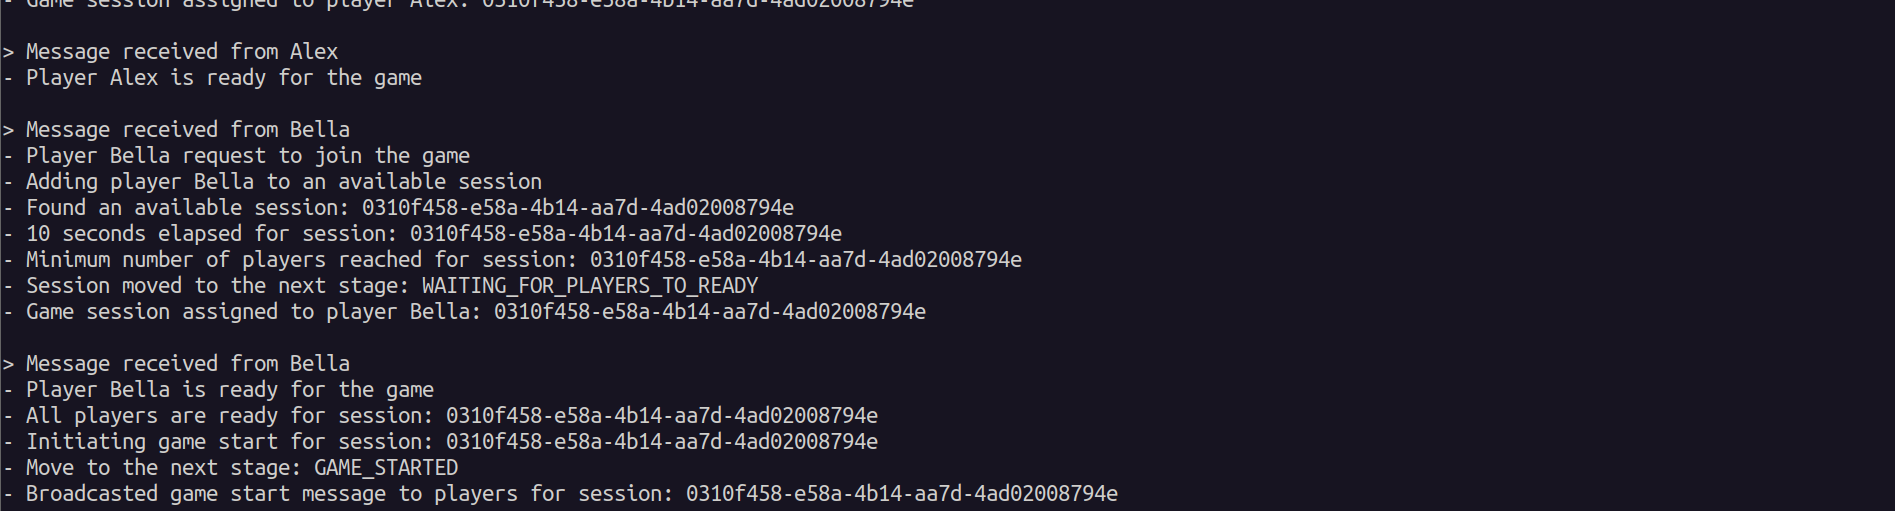 - Game session assigned to player Alex: 0310f458-e58a-4b14-aa7d-4ad02008794e
> Message received from Alex
- Player Alex is ready for the game
> Message received from Bella
- Player Bella request to join the game
- Adding player Bella to an available session
- Found an available session: 0310f458-e58a-4b14-aa7d-4ad02008794e
- 10 seconds elapsed for session: 0310f458-e58a-4b14-aa7d-4ad02008794e
- Minimum number of players reached for session: 0310f458-e58a-4b14-aa7d-4ad02008794e
- Session moved to the next stage: WAITING_FOR_PLAYERS_TO_READY
- Game session assigned to player Bella: 0310f458-e58a-4b14-aa7d-4ad02008794e
> Message received from Bella
- Player Bella is ready for the game
- All players are ready for session: 0310f458-e58a-4b14-aa7d-4ad02008794e
- Initiating game start for session: 0310f458-e58a-4b14-aa7d-4ad02008794e
- Move to the next stage: GAME_STARTED
- Broadcasted game start message to players for session: 0310f458-e58a-4b14-aa7d-4ad02008794e